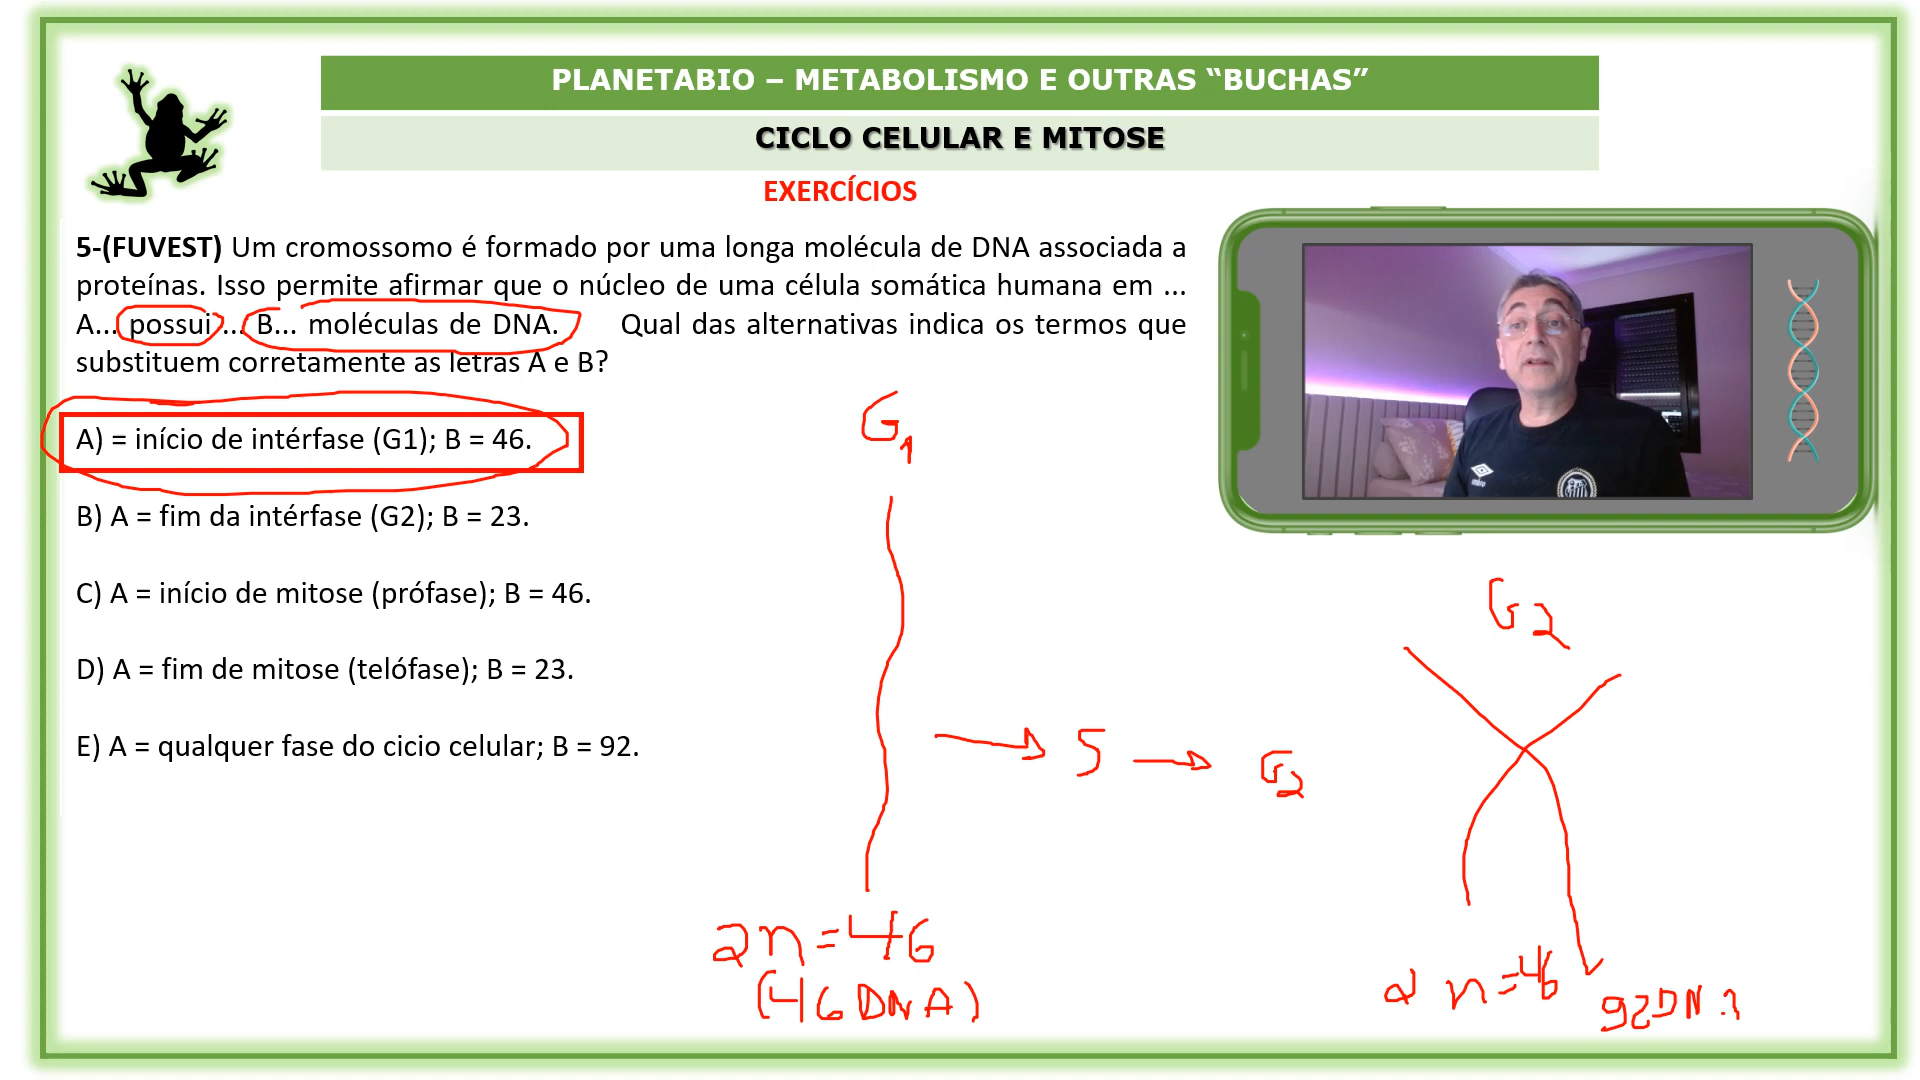 PLANETABIO – METABOLISMO E OUTRAS “BUCHAS”
CICLO CELULAR E MITOSE
EXERCÍCIOS
5-(FUVEST) Um cromossomo é formado por uma longa molécula de DNA associada a
proteínas. Isso permite afirmar que o núcleo de uma célula somática humana em ...
A... possui ... B... moléculas de DNA. Qual das alternativas indica os termos que
substituem corretamente as letras A e B?
A) = início de intérfase (G1); B = 46.
B) A = fim da intérfase (G2); B = 23.
C) A = início de mitose (prófase); B = 46.
D) A = fim de mitose (telófase); B = 23.
E) A = qualquer fase do cicio celular; B = 92.
G1
S
G2
G2
2n=46
(46 DNA)
2n=46
92 DN
umbro